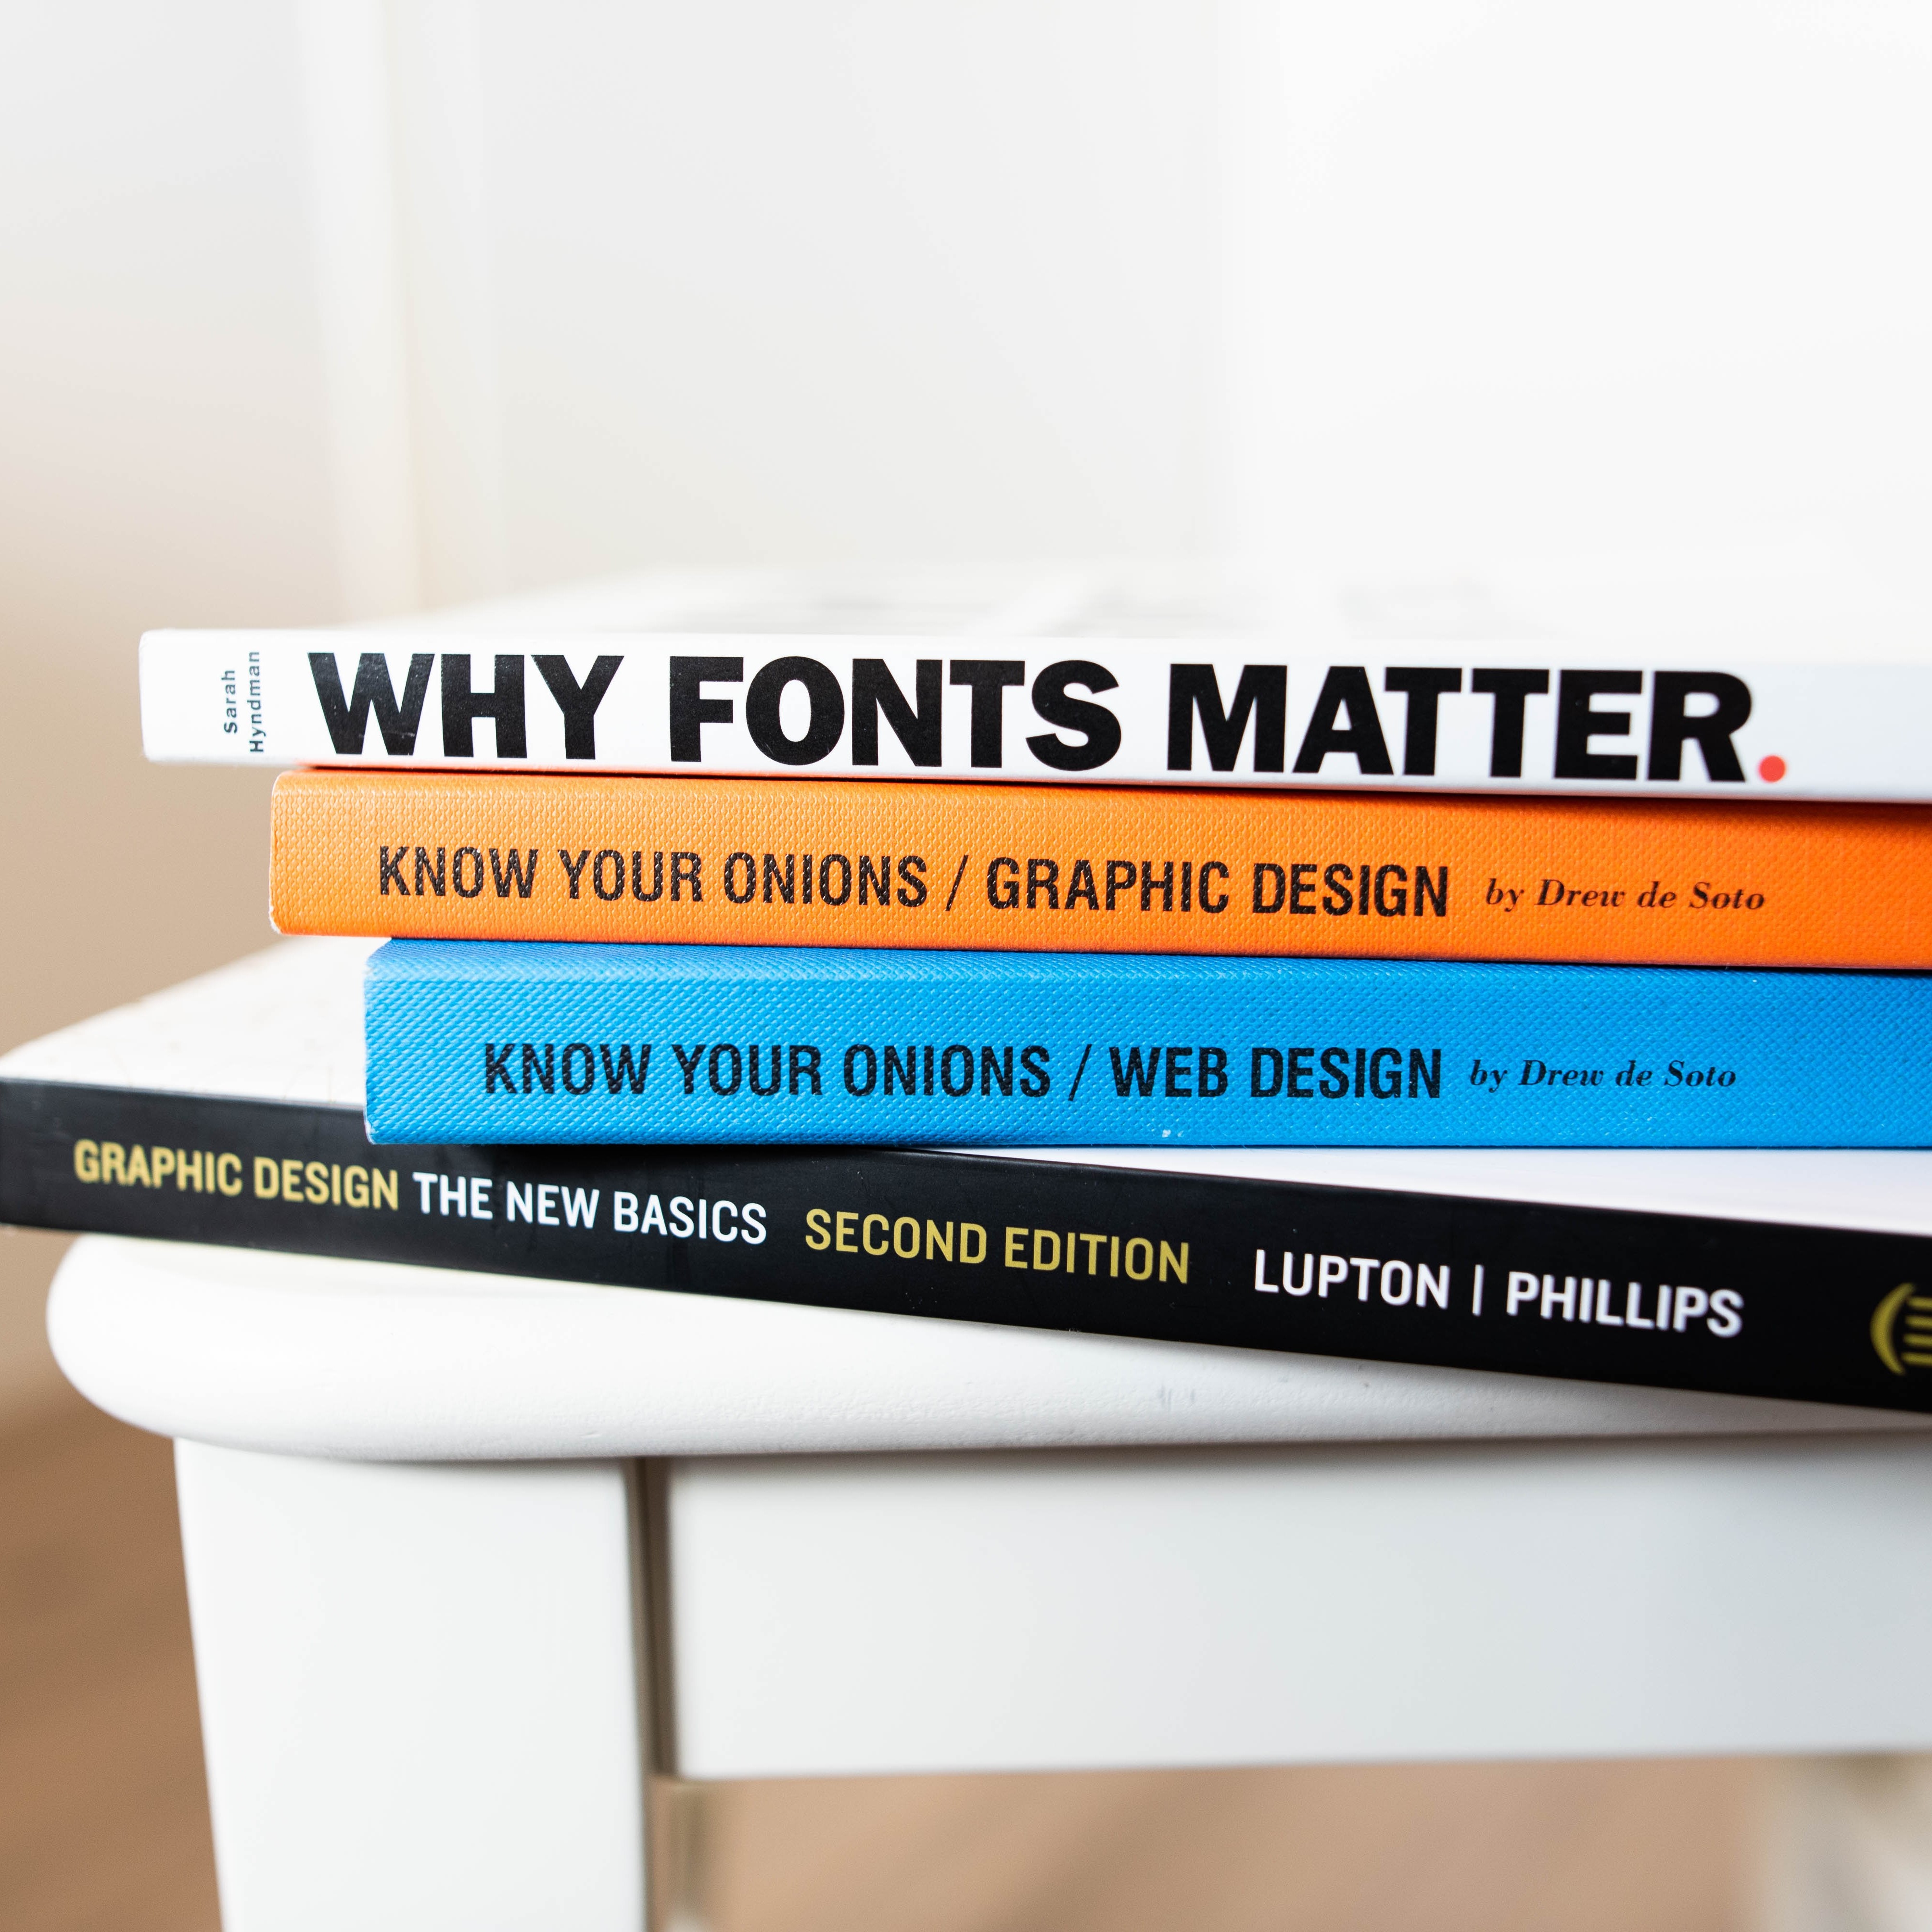 Sarah
Hyndman
WHY FONTS MATTER.
KNOW YOUR ONIONS / GRAPHIC DESIGN by Drew de Soto
KNOW YOUR ONIONS / WEB DESIGN by Drew de Soto
GRAPHIC DESIGN THE NEW BASICS SECOND EDITION LUPTON | PHILLIPS